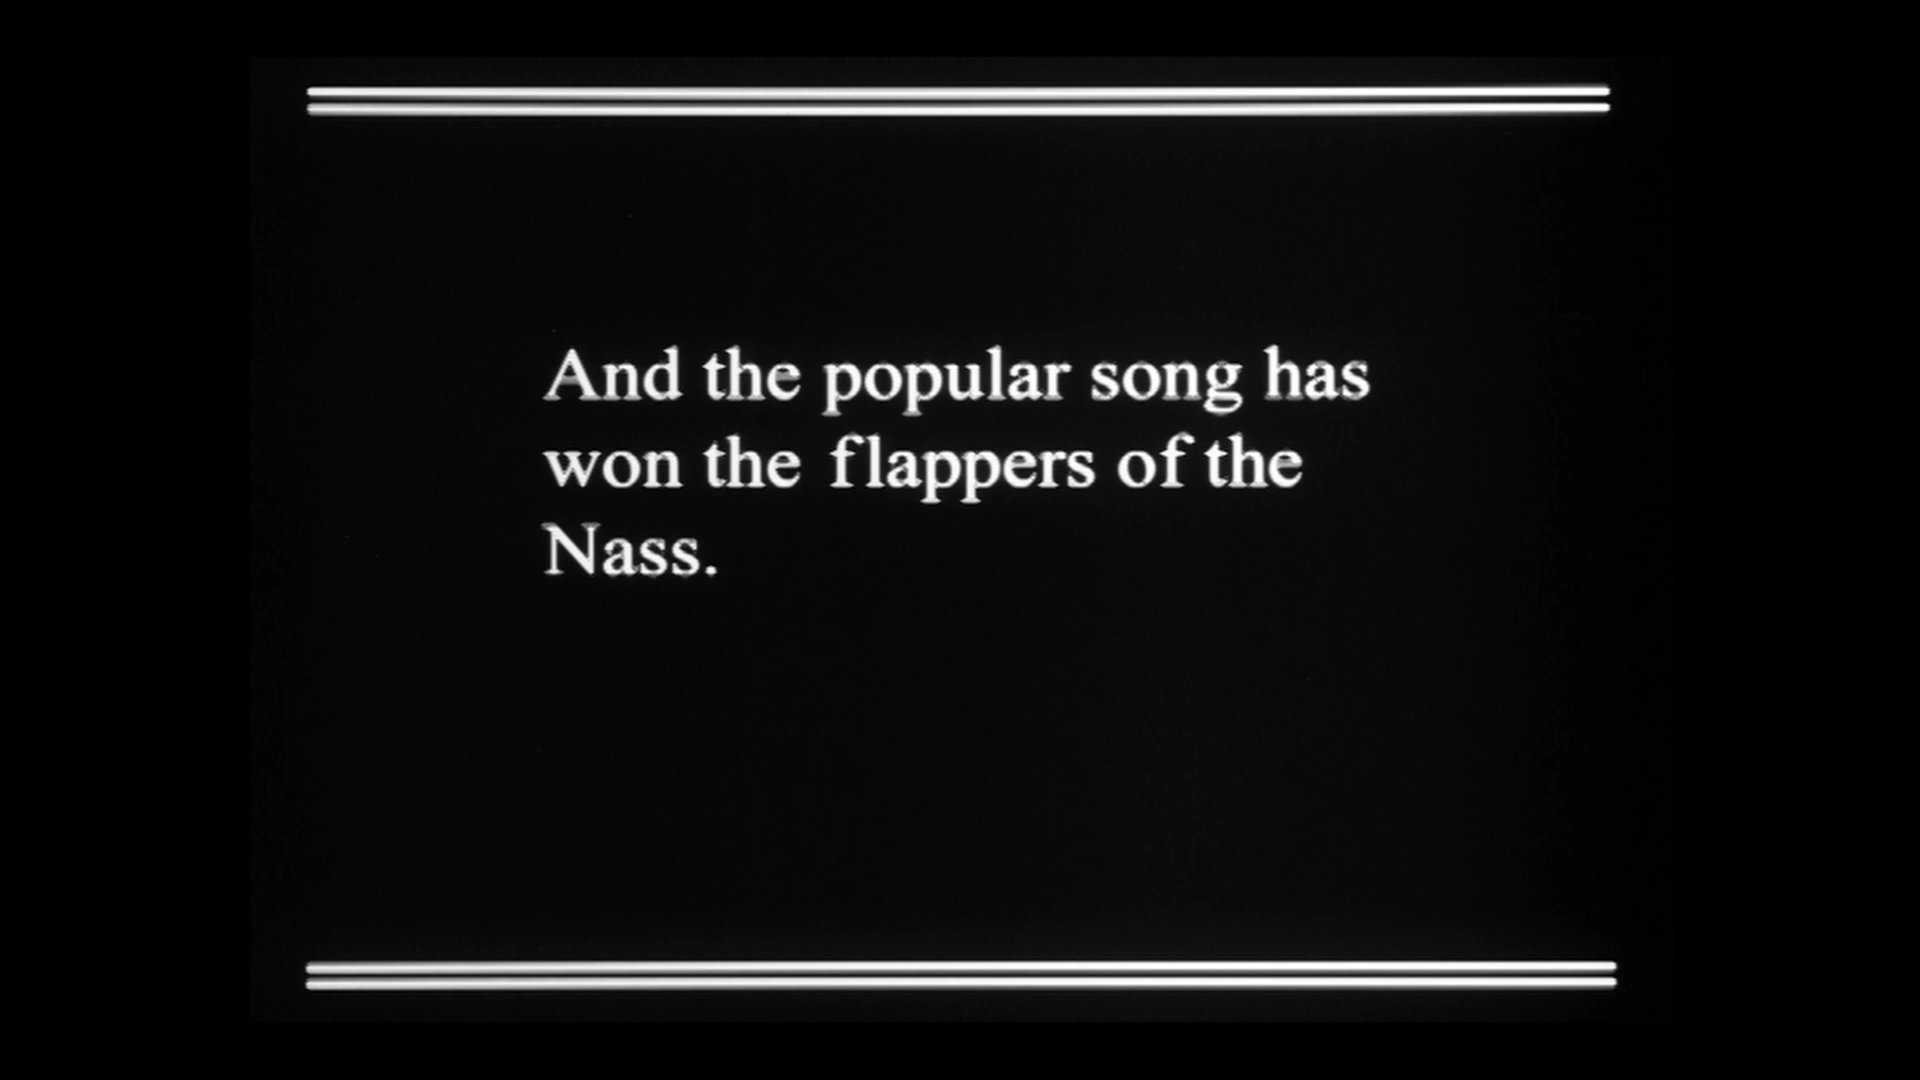 And the popular song has
won the flappers of the
Nass.